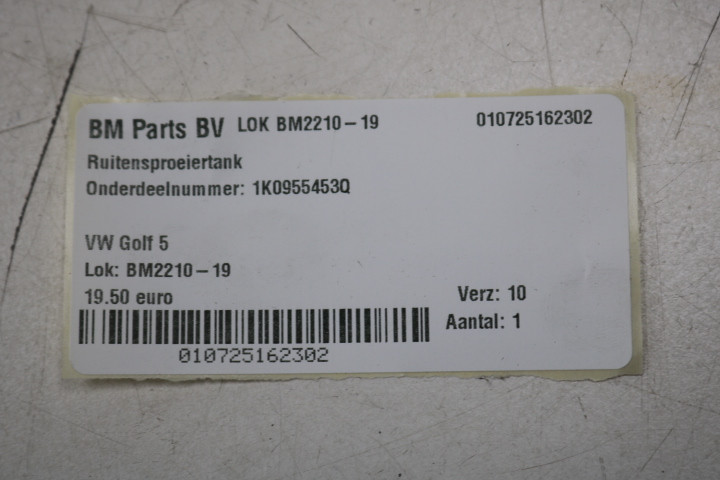 BM Parts BV LOK BM2210-19 010725162302
Ruitensproeiertank
Onderdeelnummer: 1K0955453Q
VW Golf 5
Lok: BM2210-19
19.50 euro Verz: 10
Aantal: 1
010725162302